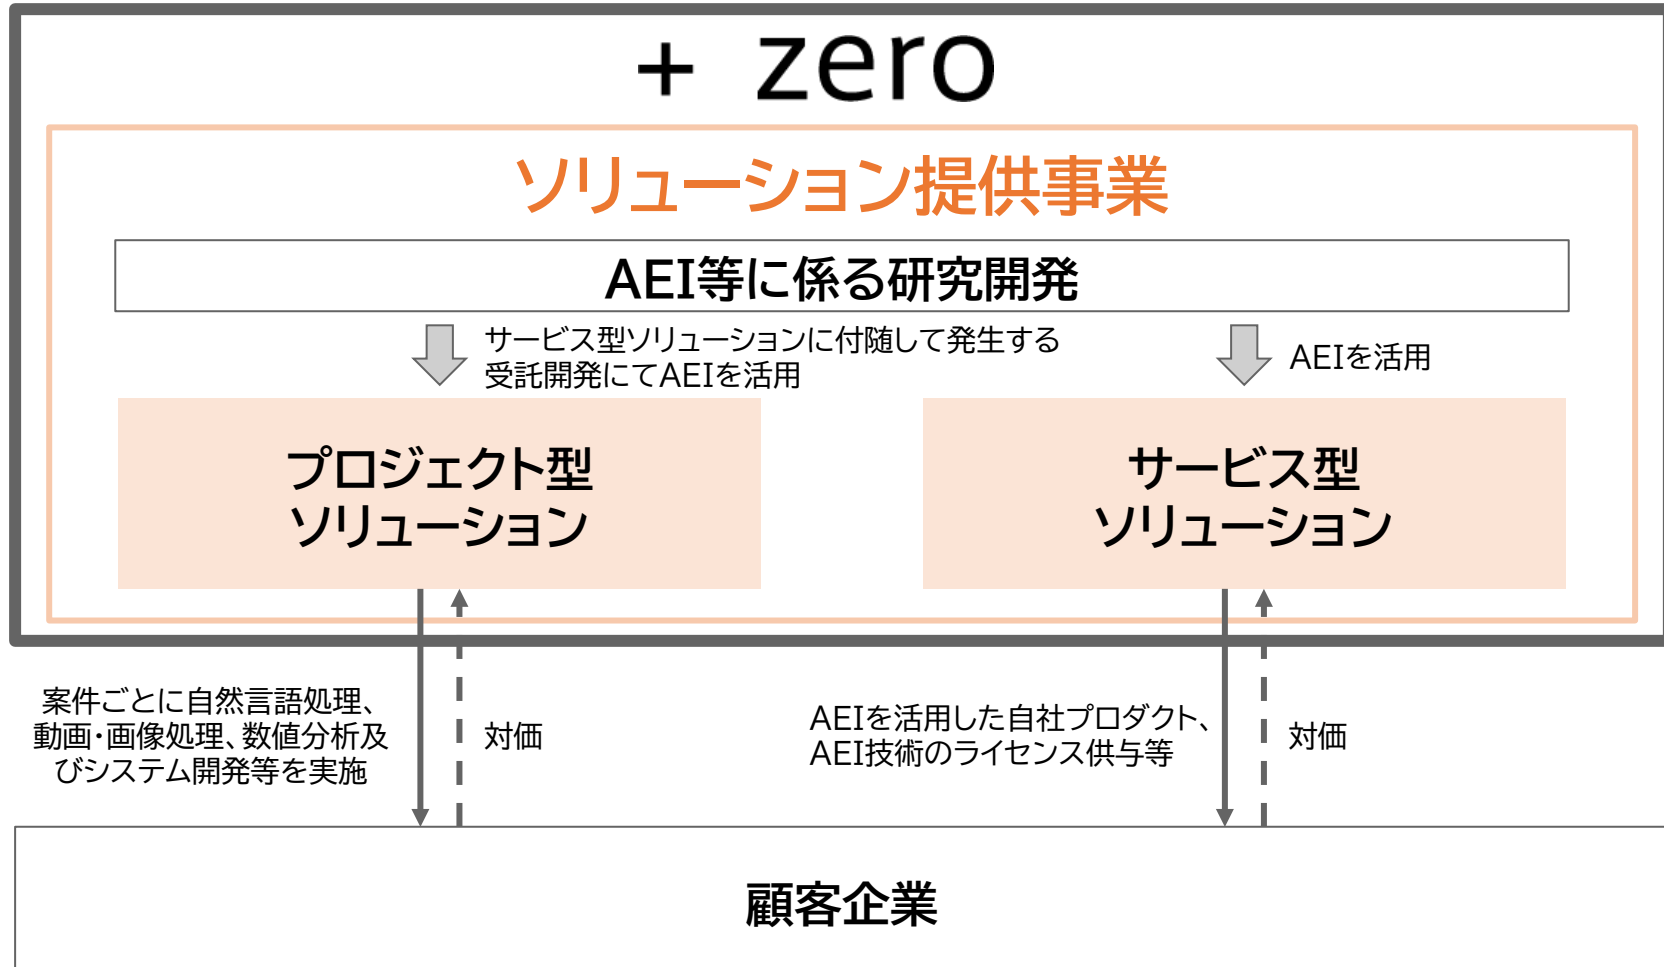 + zero
ソリューション提供事業
AEI等に係る研究開発
サービス型ソリューションに付随して発生する
受託開発にてAEIを活用
AEIを活用
プロジェクト型
ソリューション
サービス型
ソリューション
案件ごとに自然言語処理、
動画・画像処理、数値分析及
びシステム開発等を実施
対価
AEIを活用した自社プロダクト、
AEI技術のライセンス供与等
対価
顧客企業